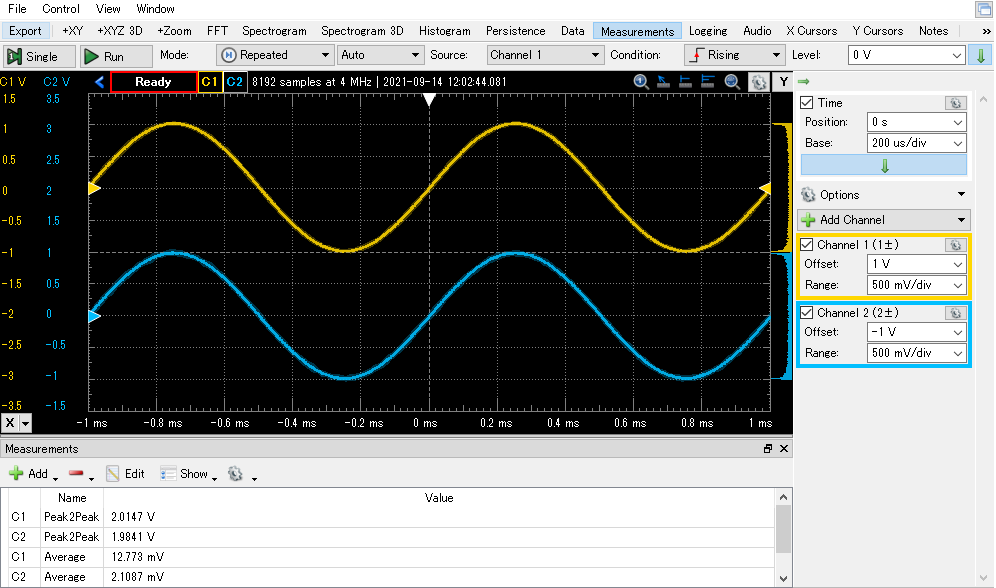 File Control View Window
Export +XY +XYZ 3D +Zoom FFT Spectrogram Spectrogram 3D Histogram Persistence Data Measurements Logging Audio X Cursors Y Cursors Notes »
Single Run Mode: Repeated Auto Source: Channel 1 Condition: Rising Level: 0 V
C1 V C2 V Ready C1 C2 8192 samples at 4 MHz | 2021-09-14 12:02:44.081 Y
1.5 3.5
1 3
0.5 2.5
0 2
-0.5 1.5
-1 1
-1.5 0.5
-2 0
-2.5 -0.5
-3 -1
-3.5 -1.5
X -1 ms -0.8 ms -0.6 ms -0.4 ms -0.2 ms 0 ms 0.2 ms 0.4 ms 0.6 ms 0.8 ms 1 ms
Time
Position: 0 s
Base: 200 us/div
Options
Add Channel
Channel 1 (1±)
Offset: 1 V
Range: 500 mV/div
Channel 2 (2±)
Offset: -1 V
Range: 500 mV/div
Measurements
Add Edit Show
Name Value
C1 Peak2Peak 2.0147 V
C2 Peak2Peak 1.9841 V
C1 Average 12.773 mV
C2 Average 2.1087 mV